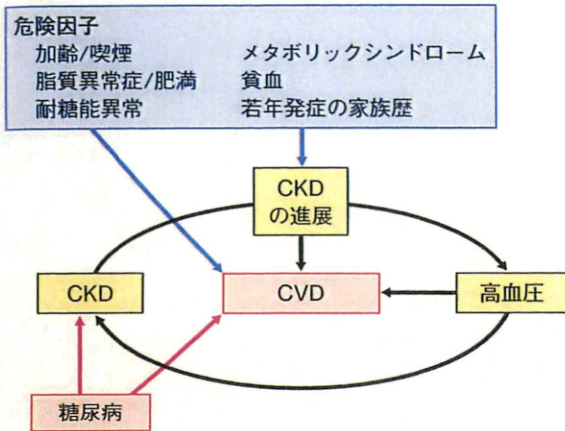 危険因子
加齢/喫煙 メタボリックシンドローム
脂質異常症/肥満 貧血
耐糖能異常 若年発症の家族歴
CKD
の進展
CKD
CVD
高血圧
糖尿病